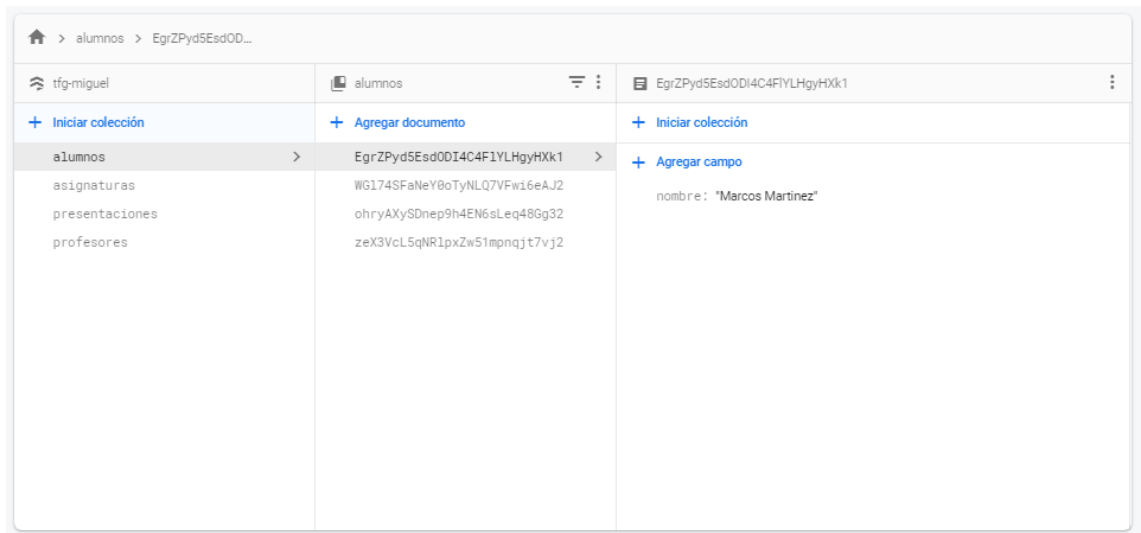 alumnos > EgrZPyd5EsdOD...
tfg-miguel
alumnos
EgrZPyd5EsdODI4C4FlYLHgyHXk1
+ Iniciar colección
+ Agregar documento
+ Iniciar colección
alumnos
asignaturas
presentaciones
profesores
EgrZPyd5EsdODI4C4FlYLHgyHXk1
WGl74SFaNeY0oTyNLQ7VFwi6eAJ2
ohryAXySDnep9h4EN6sLeq48Gg32
zeX3VcL5qNRlpxZw51mpnqjt7vj2
+ Agregar campo
nombre: "Marcos Martinez"